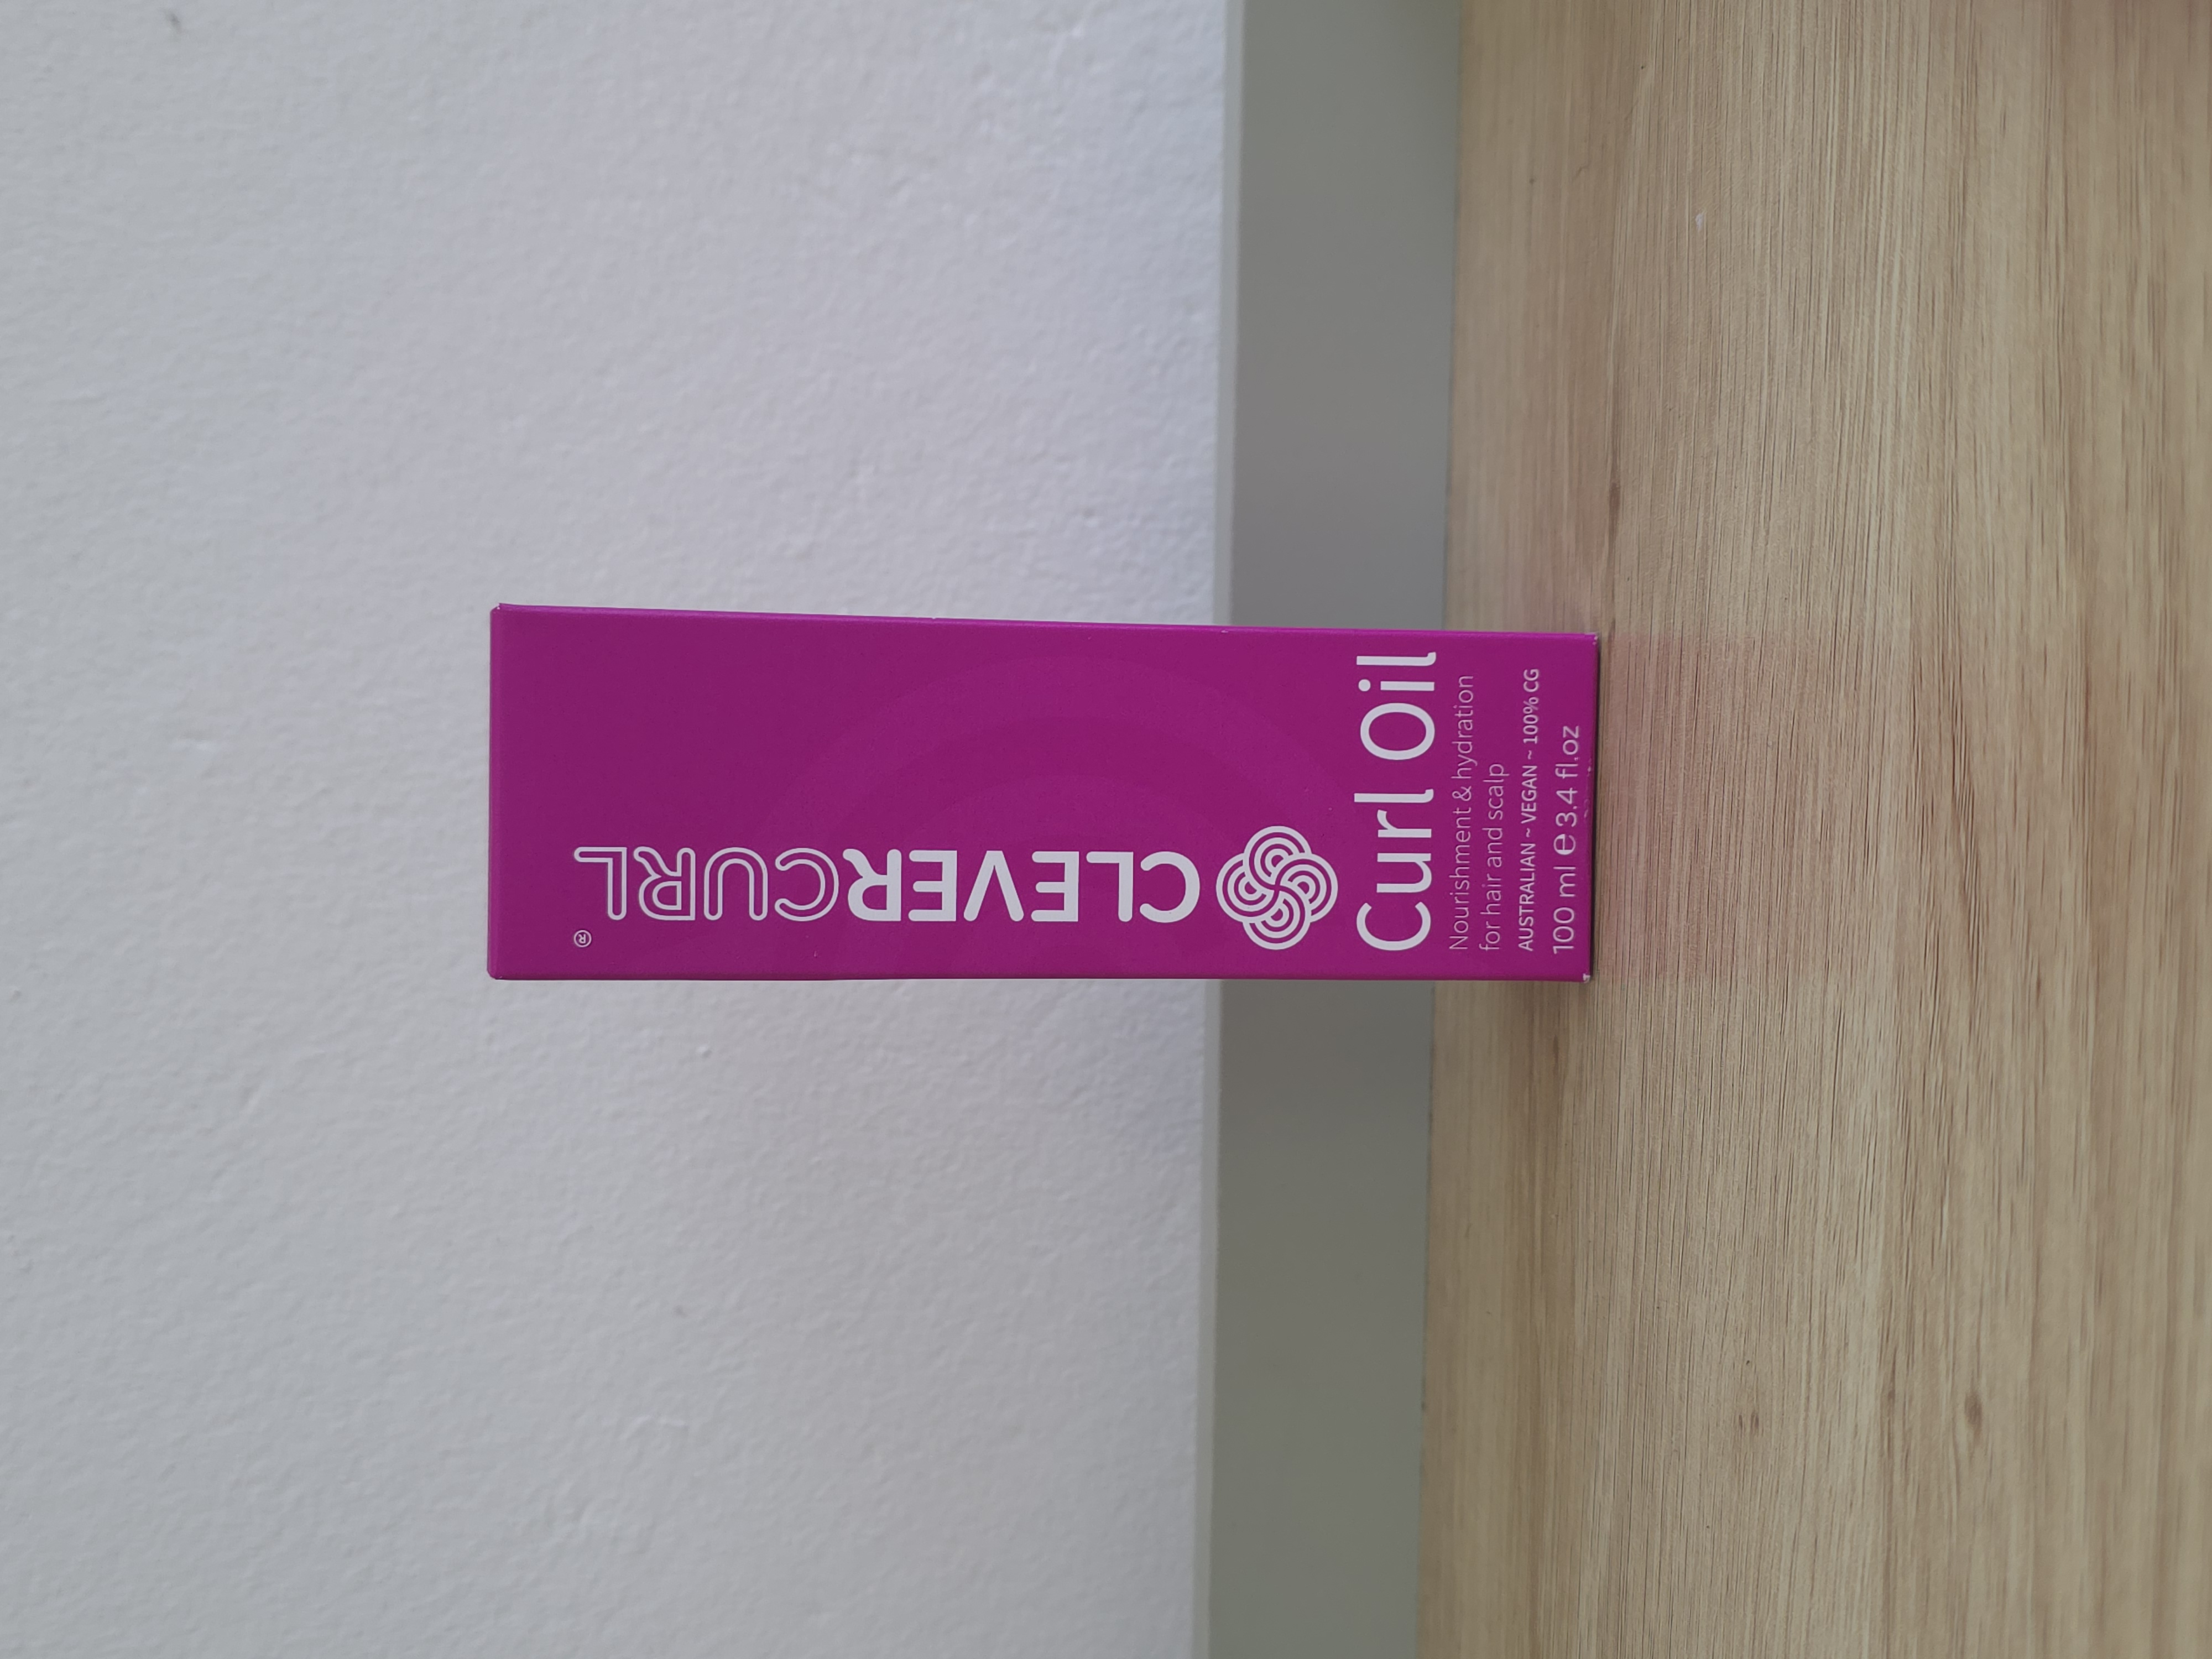 CLEVERCURL®
Curl Oil
Nourishment & hydration
for hair and scalp
AUSTRALIAN ~ VEGAN ~ 100% CG
100 ml ℮ 3.4 fl.oz